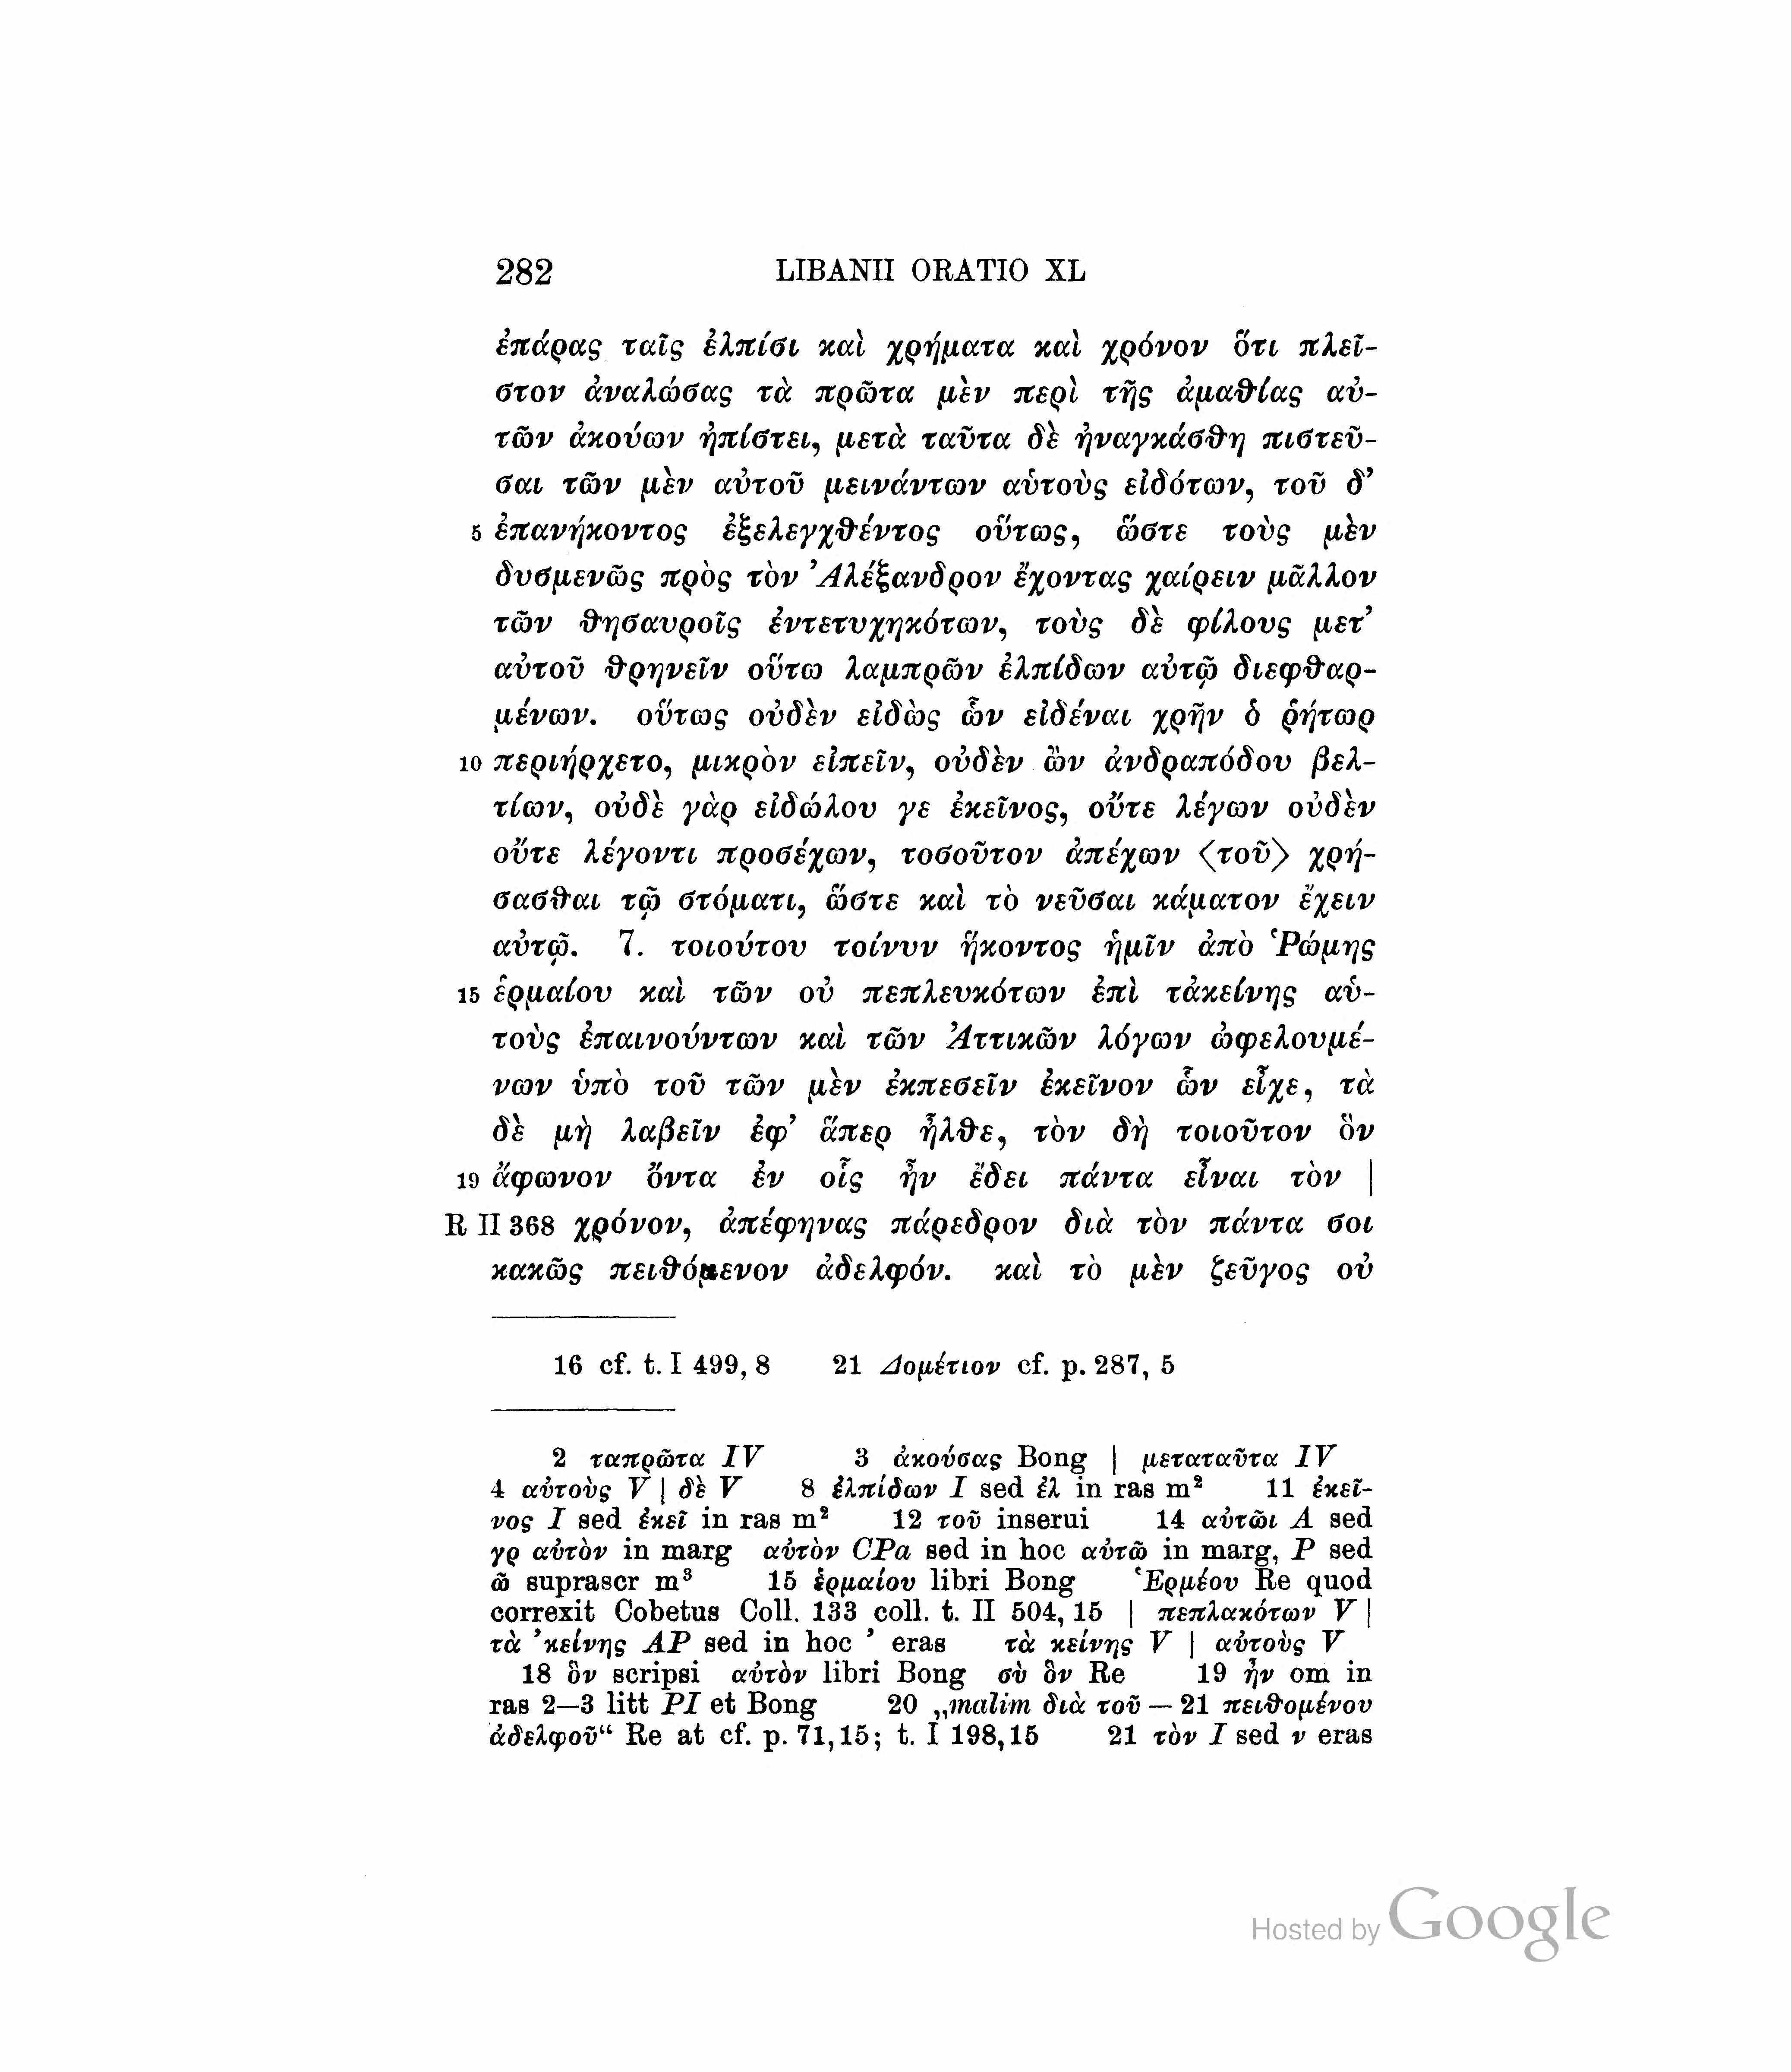 282 LIBANII ORATIO XL
ἐπάρας ταῖς ἐλπίσι καὶ χρήματα καὶ χρόνον ὅτι πλεῖ-
στον ἀναλώσας τὰ πρῶτα μὲν περὶ τῆς ἀμαθίας αὐ-
τῶν ἀκούων ἠπίστει, μετὰ ταῦτα δὲ ἠναγκάσθη πιστεῦ-
σαι τῶν μὲν αὐτοῦ μεινάντων αὑτοὺς εἰδότων, τοῦ δ’
5 ἐπανήκοντος ἐξελεγχθέντος οὕτως, ὥστε τοὺς μὲν
δυσμενῶς πρὸς τὸν Ἀλέξανδρον ἔχοντας χαίρειν μᾶλλον
τῶν θησαυροῖς ἐντετυχηκότων, τοὺς δὲ φίλους μετ’
αὐτοῦ θρηνεῖν οὕτω λαμπρῶν ἐλπίδων αὐτῷ διεφθαρ-
μένων. οὕτως οὐδὲν εἰδὼς ὧν εἰδέναι χρῆν ὁ ῥήτωρ
10 περιήρχετο, μικρὸν εἰπεῖν, οὐδὲν ὢν ἀνδραπόδου βελ-
τίων, οὐδὲ γὰρ εἰδώλου γε ἐκεῖνος, οὔτε λέγων οὐδὲν
οὔτε λέγοντι προσέχων, τοσοῦτον ἀπέχων 〈τοῦ〉 χρή-
σασθαι τῷ στόματι, ὥστε καὶ τὸ νεῦσαι κάματον ἔχειν
αὐτῷ. 7. τοιούτου τοίνυν ἥκοντος ἡμῖν ἀπὸ Ῥώμης
15 ἑρμαίου καὶ τῶν οὐ πεπλευκότων ἐπὶ τἀκείνης αὑ-
τοὺς ἐπαινούντων καὶ τῶν Ἀττικῶν λόγων ὠφελουμέ-
νων ὑπὸ τοῦ τῶν μὲν ἐκπεσεῖν ἐκεῖνον ὧν εἶχε, τὰ
δὲ μὴ λαβεῖν ἐφ’ ἅπερ ἦλθε, τὸν δὴ τοιοῦτον ὃν
19 ἄφωνον ὄντα ἐν οἷς ἦν ἔδει πάντα εἶναι τὸν |
R II 368 χρόνον, ἀπέφηνας πάρεδρον διὰ τὸν πάντα σοι
κακῶς πειθόμενον ἀδελφόν. καὶ τὸ μὲν ζεῦγος οὐ
16 cf. t. I 499, 8 21 Δομέτιον cf. p. 287, 5
2 ταπρῶτα IV 3 ἀκούσας Bong | μεταταῦτα IV
4 αὐτοὺς V | δὲ V 8 ἐλπίδων I sed ἐλ in ras m² 11 ἐκεῖ-
νος I sed ἐκεῖ in ras m² 12 τοῦ inserui 14 αὐτῶι A sed
γρ αὐτὸν in marg αὐτὸν CPa sed in hoc αὐτῶ in marg, P sed
ῶ suprascr m³ 15 ἑρμαίου libri Bong Ἑρμέου Re quod
correxit Cobetus Coll. 133 coll. t. II 504, 15 | πεπλακότων V |
τὰ ’κείνης AP sed in hoc ’ eras τὰ κείνης V | αὐτοὺς V
18 ὃν scripsi αὐτὸν libri Bong σὺ ὃν Re 19 ἦν om in
ras 2—3 litt PI et Bong 20 „malim διὰ τοῦ — 21 πειθομένου
ἀδελφοῦ“ Re at cf. p. 71,15; t. I 198,15 21 τὸν I sed ν eras
Hosted by Google